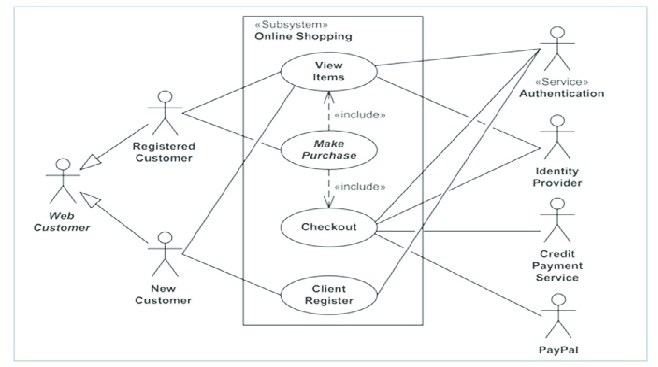 «Subsystem»
Online Shopping
View
Items
«include»
Make
Purchase
«include»
Checkout
Client
Register
Registered
Customer
Web
Customer
New
Customer
«Service»
Authentication
Identity
Provider
Credit
Payment
Service
PayPal